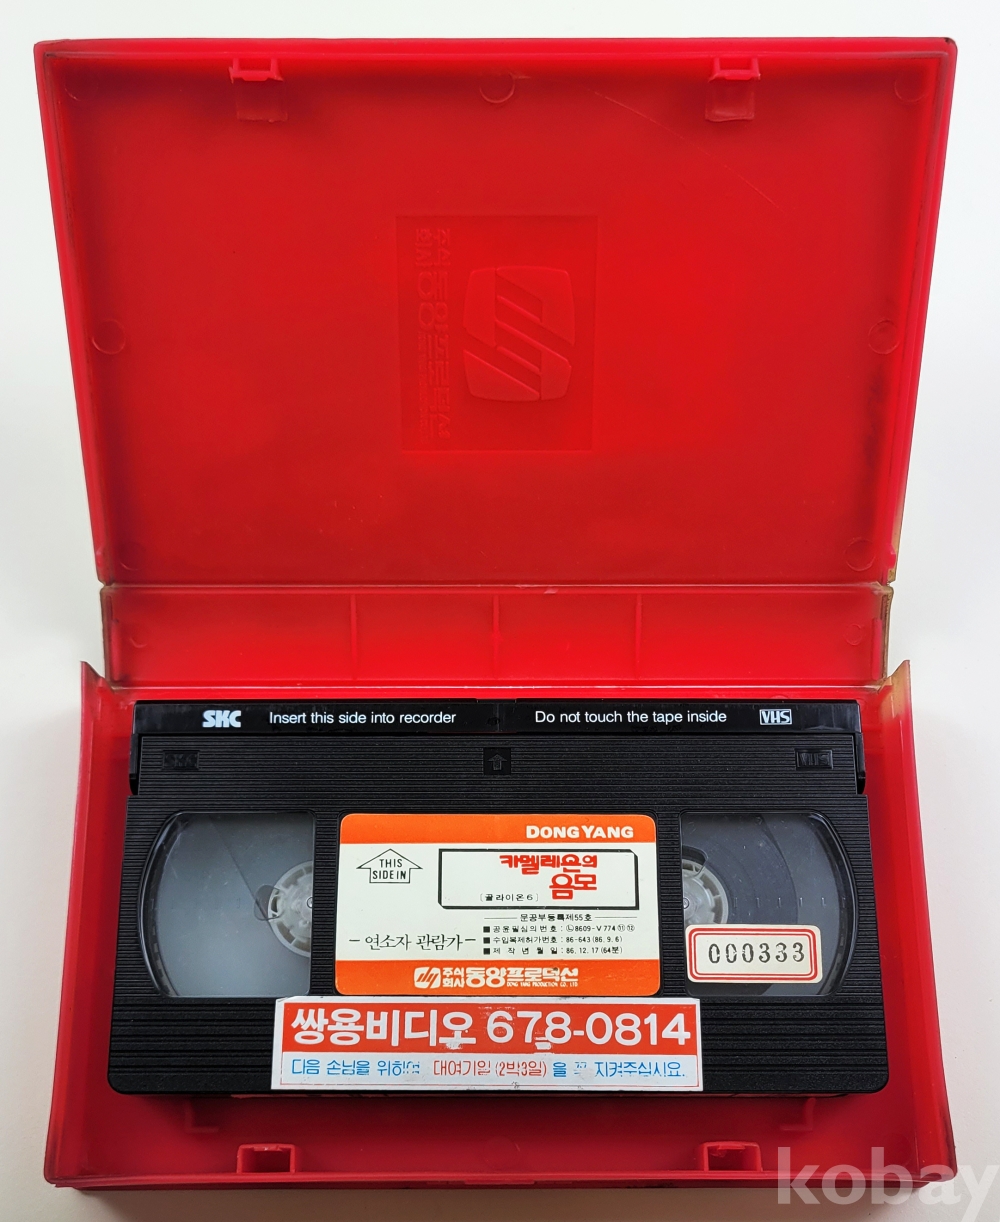 SKC Insert this side into recorder Do not touch the tape inside VHS
DONG YANG
THIS
SIDE IN
카멜레온의
음모
[골라이온 6]
문공부등록제55호
■ 공윤필심의번호 : ⓛ8609-V774 ⑪ ⑫
■ 수입복제허가번호 : 86-643 (86. 9. 6)
■ 제작년월일 : 86. 12. 17 (64분)
- 연소자 관람가 -
주식회사 동양프로덕션
DONG YANG PRODUCTION CO., LTD
000333
쌍용비디오 678-0814
다음 손님을 위하여 대여기일 (2박3일) 을 꼭 지켜주십시요.
kobay